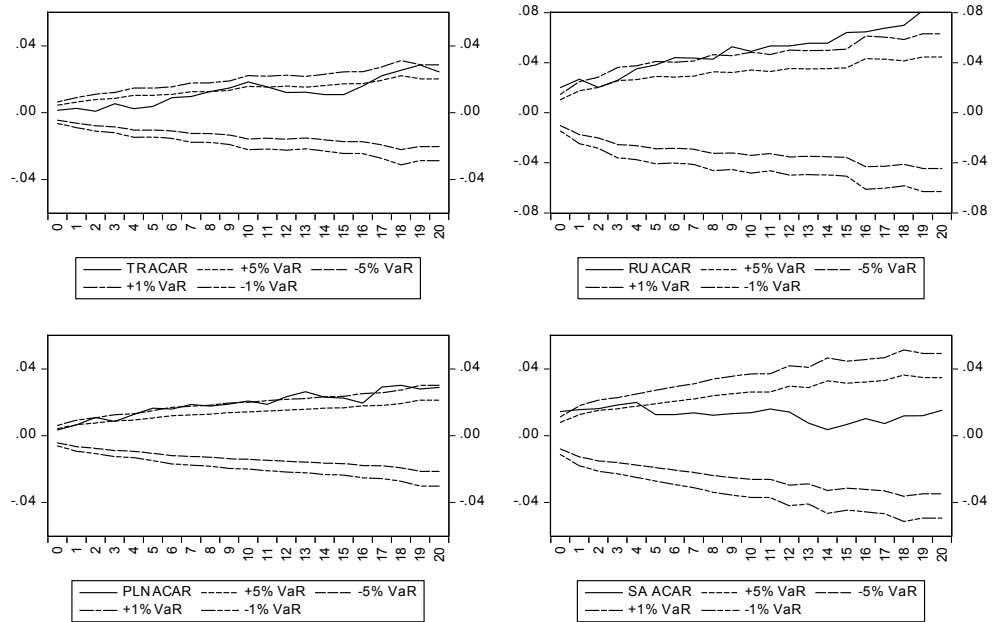 .04 .04
.00 .00
-.04 -.04
0 1 2 3 4 5 6 7 8 9 10 11 12 13 14 15 16 17 18 19 20
TRACAR +5% VaR -5% VaR
+1% VaR -1% VaR
.08 .08
.04 .04
.00 .00
-.04 -.04
-.08 -.08
0 1 2 3 4 5 6 7 8 9 10 11 12 13 14 15 16 17 18 19 20
RUACAR +5% VaR -5% VaR
+1% VaR -1% VaR
.04 .04
.00 .00
-.04 -.04
0 1 2 3 4 5 6 7 8 9 10 11 12 13 14 15 16 17 18 19 20
PLNACAR +5% VaR -5% VaR
+1% VaR -1% VaR
.04 .04
.00 .00
-.04 -.04
0 1 2 3 4 5 6 7 8 9 10 11 12 13 14 15 16 17 18 19 20
SA ACAR +5% VaR -5% VaR
+1% VaR -1% VaR